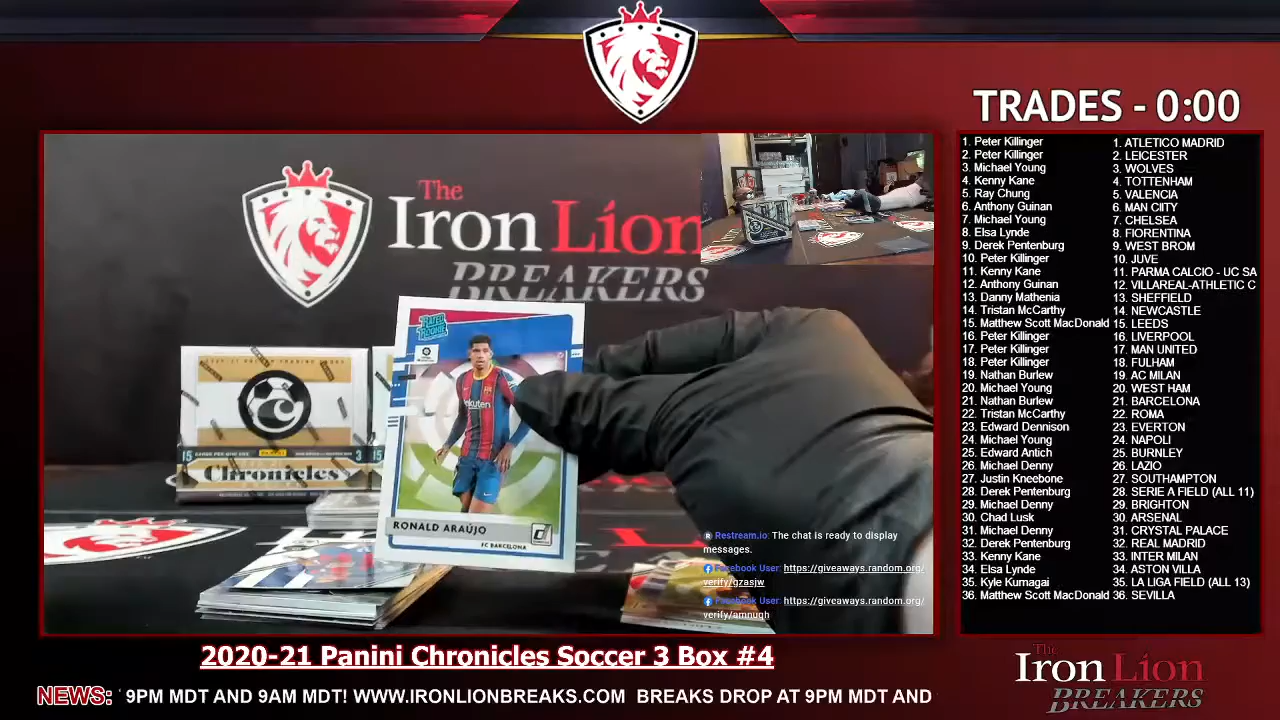 TRADES - 0:00
1. Peter Killinger 1. ATLETICO MADRID
2. Peter Killinger 2. LEICESTER
3. Michael Young 3. WOLVES
4. Kenny Kane 4. TOTTENHAM
5. Ray Chung 5. VALENCIA
6. Anthony Guinan 6. MAN CITY
7. Michael Young 7. CHELSEA
8. Elsa Lynde 8. FIORENTINA
9. Derek Pentenburg 9. WEST BROM
10. Peter Killinger 10. JUVE
11. Kenny Kane 11. PARMA CALCIO - UC SA
12. Anthony Guinan 12. VILLAREAL-ATHLETIC C
13. Danny Mathenia 13. SHEFFIELD
14. Tristan McCarthy 14. NEWCASTLE
15. Matthew Scott MacDonald 15. LEEDS
16. Peter Killinger 16. LIVERPOOL
17. Peter Killinger 17. MAN UNITED
18. Peter Killinger 18. FULHAM
19. Nathan Burlew 19. AC MILAN
20. Michael Young 20. WEST HAM
21. Nathan Burlew 21. BARCELONA
22. Tristan McCarthy 22. ROMA
23. Edward Dennison 23. EVERTON
24. Michael Young 24. NAPOLI
25. Edward Antich 25. BURNLEY
26. Michael Denny 26. LAZIO
27. Justin Kneebone 27. SOUTHAMPTON
28. Derek Pentenburg 28. SERIE A FIELD (ALL 11)
29. Michael Denny 29. BRIGHTON
30. Chad Lusk 30. ARSENAL
31. Michael Denny 31. CRYSTAL PALACE
32. Derek Pentenburg 32. REAL MADRID
33. Kenny Kane 33. INTER MILAN
34. Elsa Lynde 34. ASTON VILLA
35. Kyle Kumagai 35. LA LIGA FIELD (ALL 13)
36. Matthew Scott MacDonald 36. SEVILLA
The
Iron Lion
BREAKERS
RATED
ROOKIE
Rakuten
RONALD ARAÚJO
FC BARCELONA
15 CARDS PER MINI BOX
PANINI
3
Chronicles
Restream.io: The chat is ready to display
messages.
Facebook User: https://giveaways.random.org/
verify/gzasjw
Facebook User: https://giveaways.random.org/
verify/amnuqh
2020-21 Panini Chronicles Soccer 3 Box #4
NEWS: 9PM MDT AND 9AM MDT! WWW.IRONLIONBREAKS.COM BREAKS DROP AT 9PM MDT AND
The
Iron Lion
BREAKERS